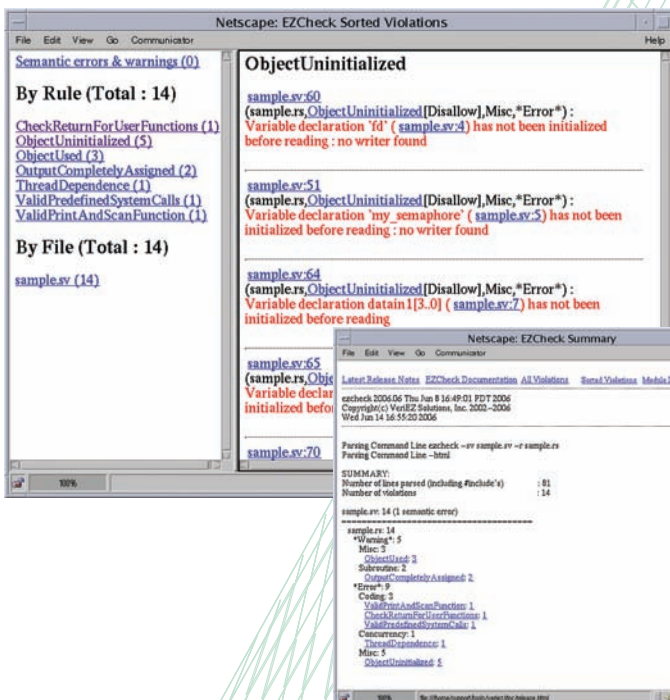 Netscape: EZCheck Sorted Violations
File Edit View Go Communicator Help
Semantic errors & warnings (0)
By Rule (Total : 14)
CheckReturnForUserFunctions (1)
ObjectUninitialized (5)
ObjectUsed (3)
OutputCompletelyAssigned (2)
ThreadDependence (1)
ValidPredefinedSystemCalls (1)
ValidPrintAndScanFunction (1)
By File (Total : 14)
sample.sv (14)
100%
ObjectUninitialized
sample.sv:60
(sample.rs,ObjectUninitialized[Disallow],Misc,*Error*) :
Variable declaration `fd' ( sample.sv:4) has not been initialized
before reading : no writer found
sample.sv:51
(sample.rs,ObjectUninitialized[Disallow],Misc,*Error*) :
Variable declaration `my_semaphore' ( sample.sv:5) has not been
initialized before reading : no writer found
sample.sv:64
(sample.rs,ObjectUninitialized[Disallow],Misc,*Error*) :
Variable declaration datain1[3..0] ( sample.sv:7) has not been
initialized before reading
sample.sv:65
(sample.rs,Obje
Variable declar
initialized befor
sample.sv:70
Netscape: EZCheck Summary
File Edit View Go Communicator
Latest Release Notes EZCheck Documentation All Violations Sorted Violations Module
ezcheck 2006.06 Thu Jun 8 16:49:01 PDT 2006
Copyright(c) VeriEZ Solutions, Inc. 2002-2006
Wed Jun 14 16:55:20 2006
Parsing Command Line ezcheck -sv sample.sv -r sample.rs
Parsing Command Line -html
SUMMARY:
Number of lines parsed (including #include's) : 81
Number of violations : 14
sample.sv: 14 (1 semantic error)
==========================================
sample.rs: 14
*Warning*: 5
Misc: 3
ObjectUsed: 3
Subroutine: 2
OutputCompletelyAssigned: 2
*Error*: 9
Coding: 3
ValidPrintAndScanFunction: 1
CheckReturnForUserFunctions: 1
ValidPredefinedSystemCalls: 1
Concurrency: 1
ThreadDependence: 1
Misc: 5
ObjectUninitialized: 5
100%